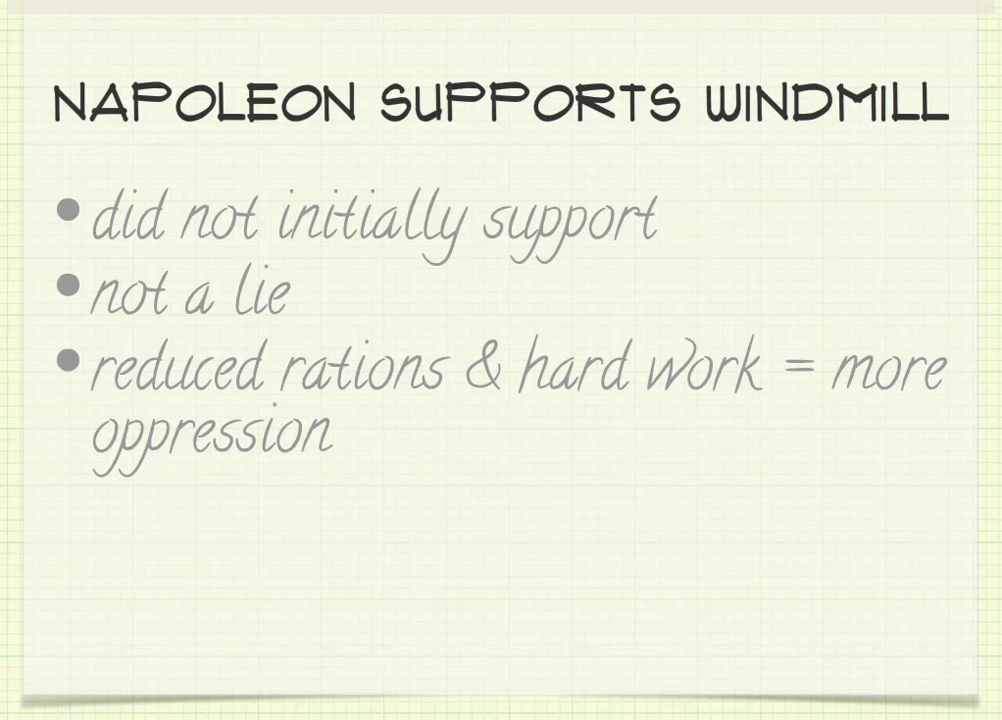 NAPOLEON SUPPORTS WINDMILL
• did not initially support
• not a lie
• reduced rations & hard work = more
oppression